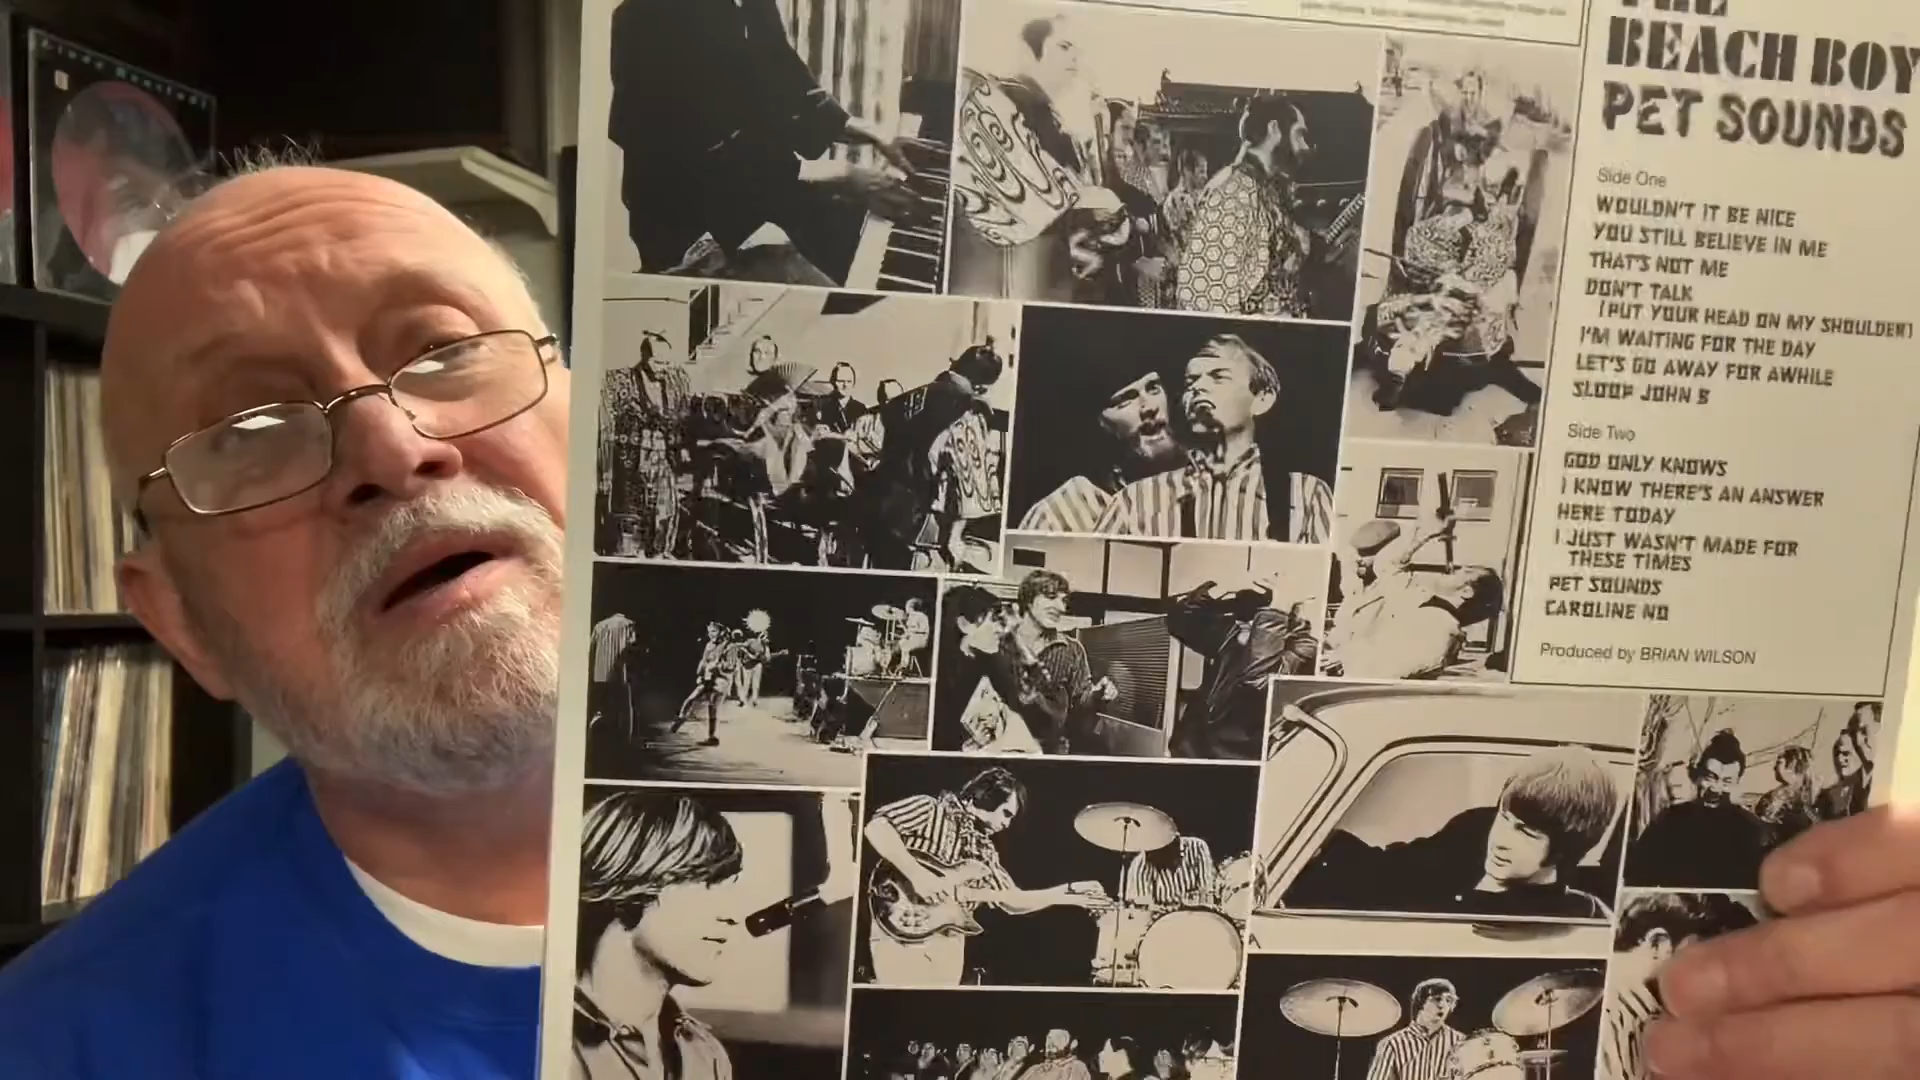 THE
BEACH BOY
PET SOUNDS
Side One
WOULDN'T IT BE NICE
YOU STILL BELIEVE IN ME
THAT'S NOT ME
DON'T TALK
(PUT YOUR HEAD ON MY SHOULDER)
I'M WAITING FOR THE DAY
LET'S GO AWAY FOR AWHILE
SLOOP JOHN B
Side Two
GOD ONLY KNOWS
I KNOW THERE'S AN ANSWER
HERE TODAY
I JUST WASN'T MADE FOR
THESE TIMES
PET SOUNDS
CAROLINE NO
Produced by BRIAN WILSON